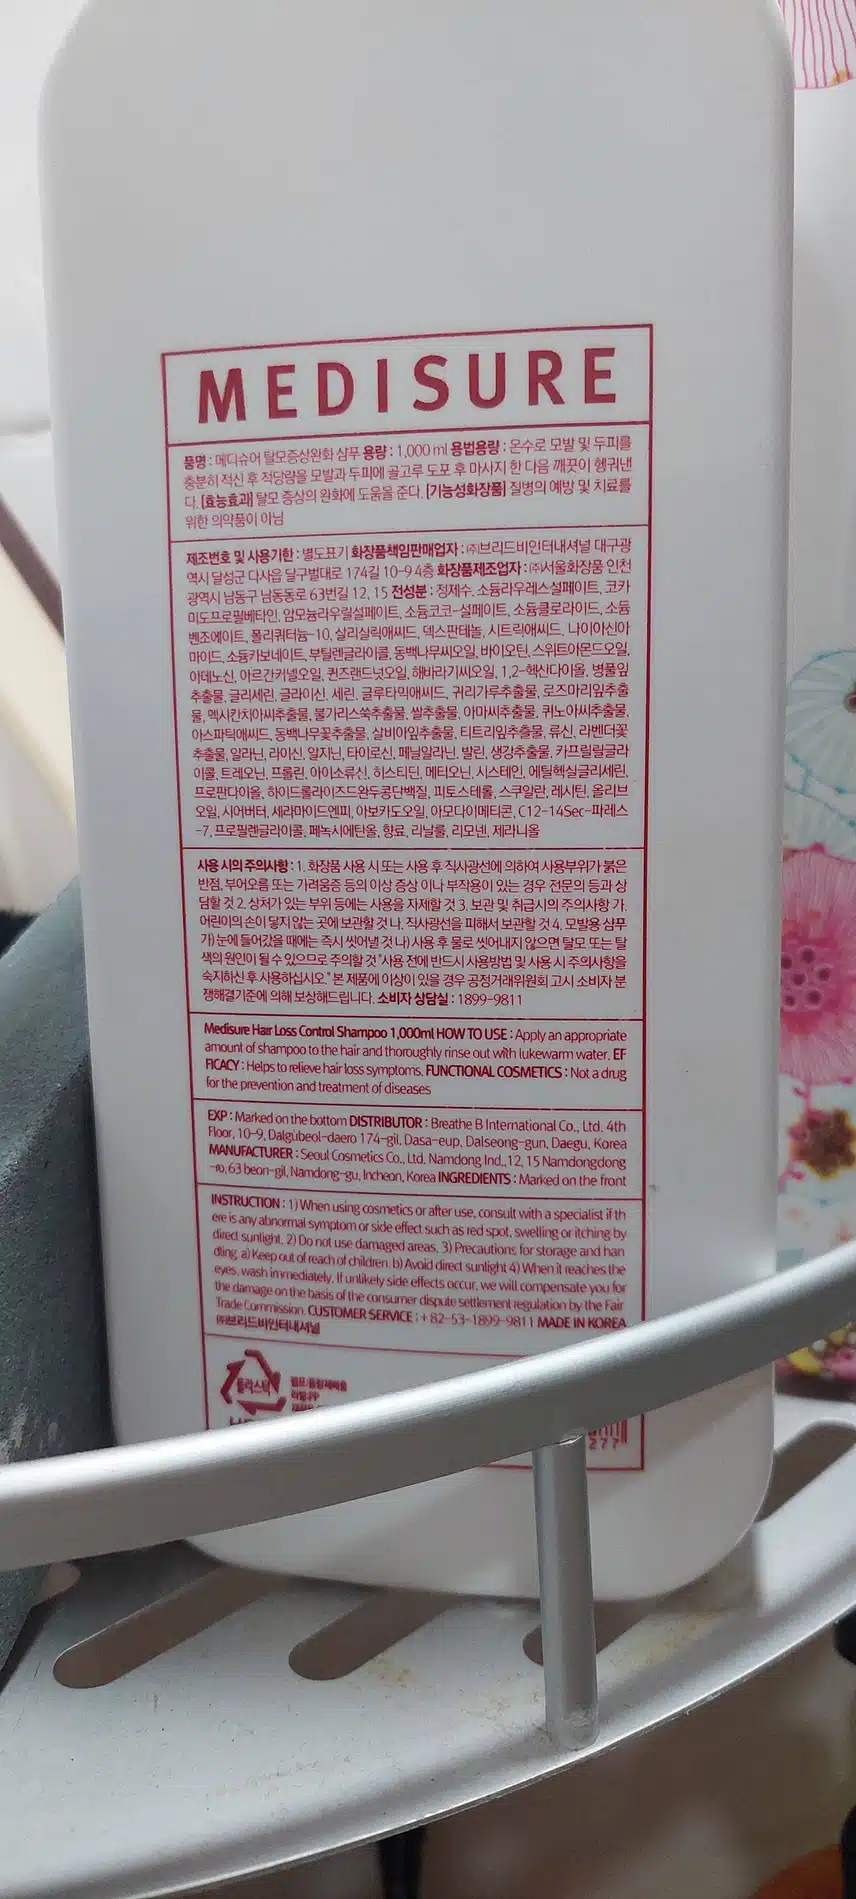 MEDISURE
품명 : 메디슈어 탈모증상완화 샴푸 용량 : 1,000 ml 용법용량 : 온수로 모발 및 두피를
충분히 적신 후 적당량을 모발과 두피에 골고루 도포 후 마사지 한 다음 깨끗이 헹궈낸
다. [효능효과] 탈모 증상의 완화에 도움을 준다. [기능성화장품] 질병의 예방 및 치료를
위한 의약품이 아님
제조번호 및 사용기한 : 별도표기 화장품책임판매업자 : ㈜브리드비인터내셔널 대구광
역시 달성군 다사읍 달구벌대로 174길 10-9 4층 화장품제조업자 : ㈜서울화장품 인천
광역시 남동구 남동동로 63번길 12, 15 전성분 : 정제수, 소듐라우레스설페이트, 코카
미도프로필베타인, 암모늄라우릴설페이트, 소듐코코-설페이트, 소듐클로라이드, 소듐
벤조에이트, 폴리쿼터늄-10, 살리실릭애씨드, 덱스판테놀, 시트릭애씨드, 나이아신아
마이드, 소듐카보네이트, 부틸렌글라이콜, 동백나무씨오일, 바이오틴, 스위트아몬드오일,
아데노신, 아르간커넬오일, 퀸즈랜드넛오일, 해바라기씨오일, 1,2-헥산다이올, 병풀잎
추출물, 글리세린, 글라이신, 세린, 글루타믹애씨드, 귀리가루추출물, 로즈마리잎추출
물, 멕시칸치아씨추출물, 불가리스쑥추출물, 쌀추출물, 아마씨추출물, 퀴노아씨추출물,
아스파틱애씨드, 동백나무꽃추출물, 살비아잎추출물, 티트리잎추출물, 류신, 라벤더꽃
추출물, 알라닌, 라이신, 알지닌, 타이로신, 페닐알라닌, 발린, 생강추출물, 카프릴릴글라
이콜, 트레오닌, 프롤린, 아이소류신, 히스티딘, 메티오닌, 시스테인, 에틸헥실글리세린,
프로판다이올, 하이드롤라이즈드완두콩단백질, 피토스테롤, 스쿠알란, 레시틴, 올리브
오일, 시어버터, 세라마이드엔피, 아보카도오일, 아모다이메티콘, C12-14Sec-파레스
-7, 프로필렌글라이콜, 페녹시에탄올, 향료, 리날룰, 리모넨, 제라니올
사용 시의 주의사항 : 1. 화장품 사용 시 또는 사용 후 직사광선에 의하여 사용부위가 붉은
반점, 부어오름 또는 가려움증 등의 이상 증상 이나 부작용이 있는 경우 전문의 등과 상
담할 것 2. 상처가 있는 부위 등에는 사용을 자제할 것 3. 보관 및 취급시의 주의사항 가.
어린이의 손이 닿지 않는 곳에 보관할 것 나. 직사광선을 피해서 보관할 것 4. 모발용 샴푸
가) 눈에 들어갔을 때에는 즉시 씻어낼 것 나) 사용 후 물로 씻어내지 않으면 탈모 또는 탈
색의 원인이 될 수 있으므로 주의할 것 "사용 전에 반드시 사용방법 및 사용 시 주의사항을
숙지하신 후 사용하십시오." 본 제품에 이상이 있을 경우 공정거래위원회 고시 소비자 분
쟁해결기준에 의해 보상해드립니다. 소비자 상담실 : 1899-9811
Medisure Hair Loss Control Shampoo 1,000ml HOW TO USE : Apply an appropriate
amount of shampoo to the hair and thoroughly rinse out with lukewarm water. EF
FICACY : Helps to relieve hair loss symptoms. FUNCTIONAL COSMETICS : Not a drug
for the prevention and treatment of diseases
EXP : Marked on the bottom DISTRIBUTOR : Breathe B International Co., Ltd. 4th
Floor, 10-9, Dalgubeol-daero 174-gil, Dasa-eup, Dalseong-gun, Daegu, Korea
MANUFACTURER : Seoul Cosmetics Co., Ltd. Namdong Ind., 12, 15 Namdongdong
-ro, 63 beon-gil, Namdong-gu, Incheon, Korea INGREDIENTS : Marked on the front
INSTRUCTION : 1) When using cosmetics or after use, consult with a specialist if th
ere is any abnormal symptom or side effect such as red spot, swelling or itching by
direct sunlight. 2) Do not use damaged areas. 3) Precautions for storage and han
dling. a) Keep out of reach of children. b) Avoid direct sunlight 4) When it reaches the
eyes, wash immediately. If unlikely side effects occur, we will compensate you for
the damage on the basis of the consumer dispute settlement regulation by the Fair
Trade Commission. CUSTOMER SERVICE : + 82-53-1899-9811 MADE IN KOREA
㈜브리드비인터내셔널
플라스틱
펌프:종량제배출
라벨:PP
277